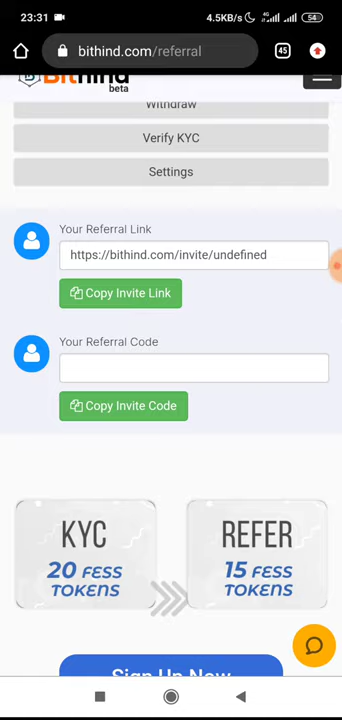 23:31 4.5KB/s 4G 54
bithind.com/referral 45
Bithind
beta
Withdraw
Verify KYC
Settings
Your Referral Link
https://bithind.com/invite/undefined
Copy Invite Link
Your Referral Code
Copy Invite Code
KYC
20 FESS
TOKENS
REFER
15 FESS
TOKENS
Sign Up Now